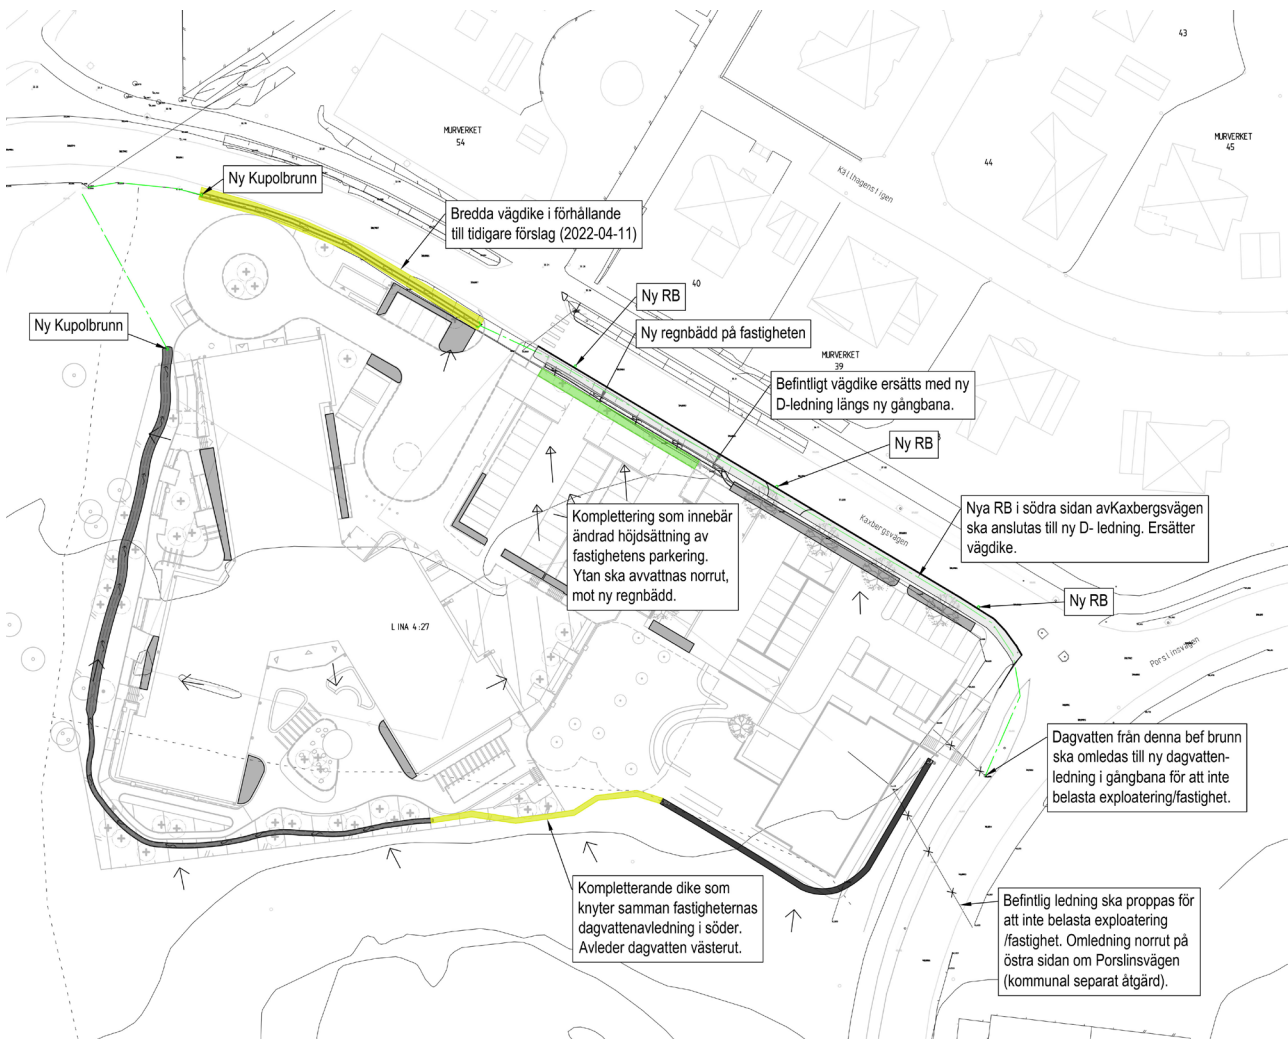 43
MURVERKET
54
MURVERKET
45
44
Källhagenstigen
Ny Kupolbrunn
Bredda vägdike i förhållande
till tidigare förslag (2022-04-11)
40
Ny RB
Ny Kupolbrunn
Ny regnbädd på fastigheten
MURVERKET
39
Befintligt vägdike ersätts med ny
D-ledning längs ny gångbana.
Ny RB
Nya RB i södra sidan avKaxbergsvägen
ska anslutas till ny D- ledning. Ersätter
vägdike.
Kaxbergsvägen
Komplettering som innebär
ändrad höjdsättning av
fastighetens parkering.
Ytan ska avvattnas norrut,
mot ny regnbädd.
Ny RB
LINA 4:27
Porslinsvägen
Dagvatten från denna bef brunn
ska omledas till ny dagvatten-
ledning i gångbana för att inte
belasta exploatering/fastighet.
Kompletterande dike som
knyter samman fastigheternas
dagvattenavledning i söder.
Avleder dagvatten västerut.
Befintlig ledning ska proppas för
att inte belasta exploatering
/fastighet. Omledning norrut på
östra sidan om Porslinsvägen
(kommunal separat åtgärd).